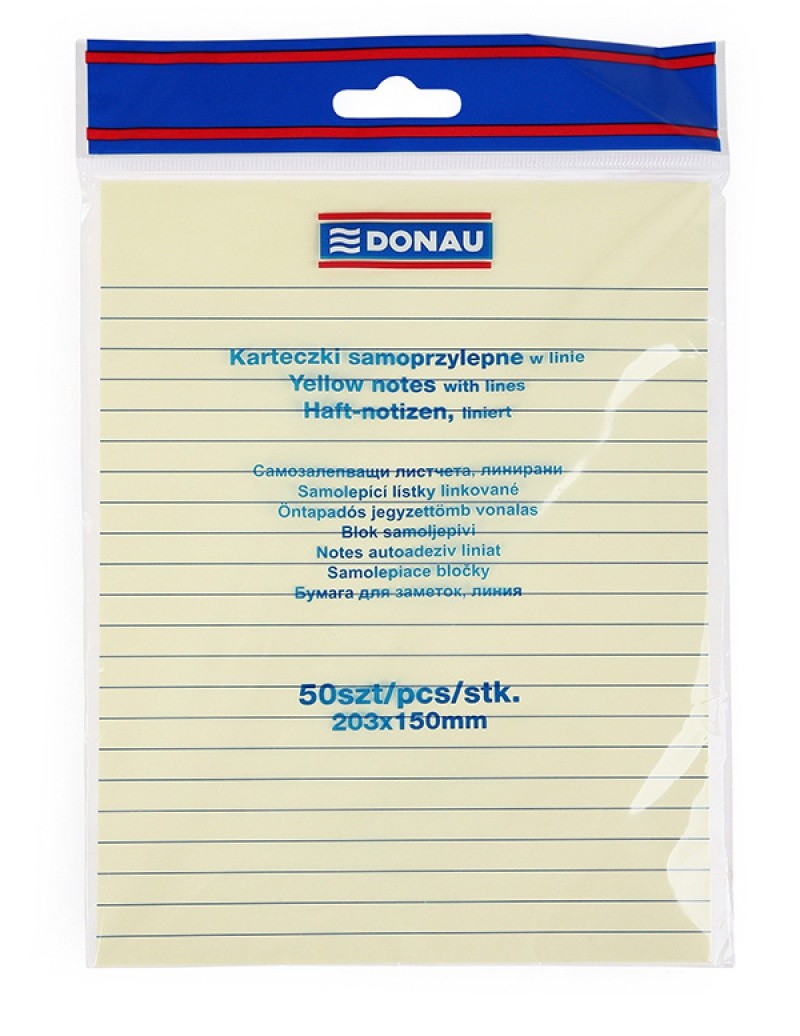 DONAU
Karteczki samoprzylepne w linie
Yellow notes with lines
Haft-notizen, liniert
Самозалепващи листчета, линирани
Samolepící lístky linkované
Öntapadós jegyzettömb vonalas
Blok samoljepivi
Notes autoadeziv liniat
Samolepiace bločky
Бумага для заметок, линия
50szt/pcs/stk.
203x150mm